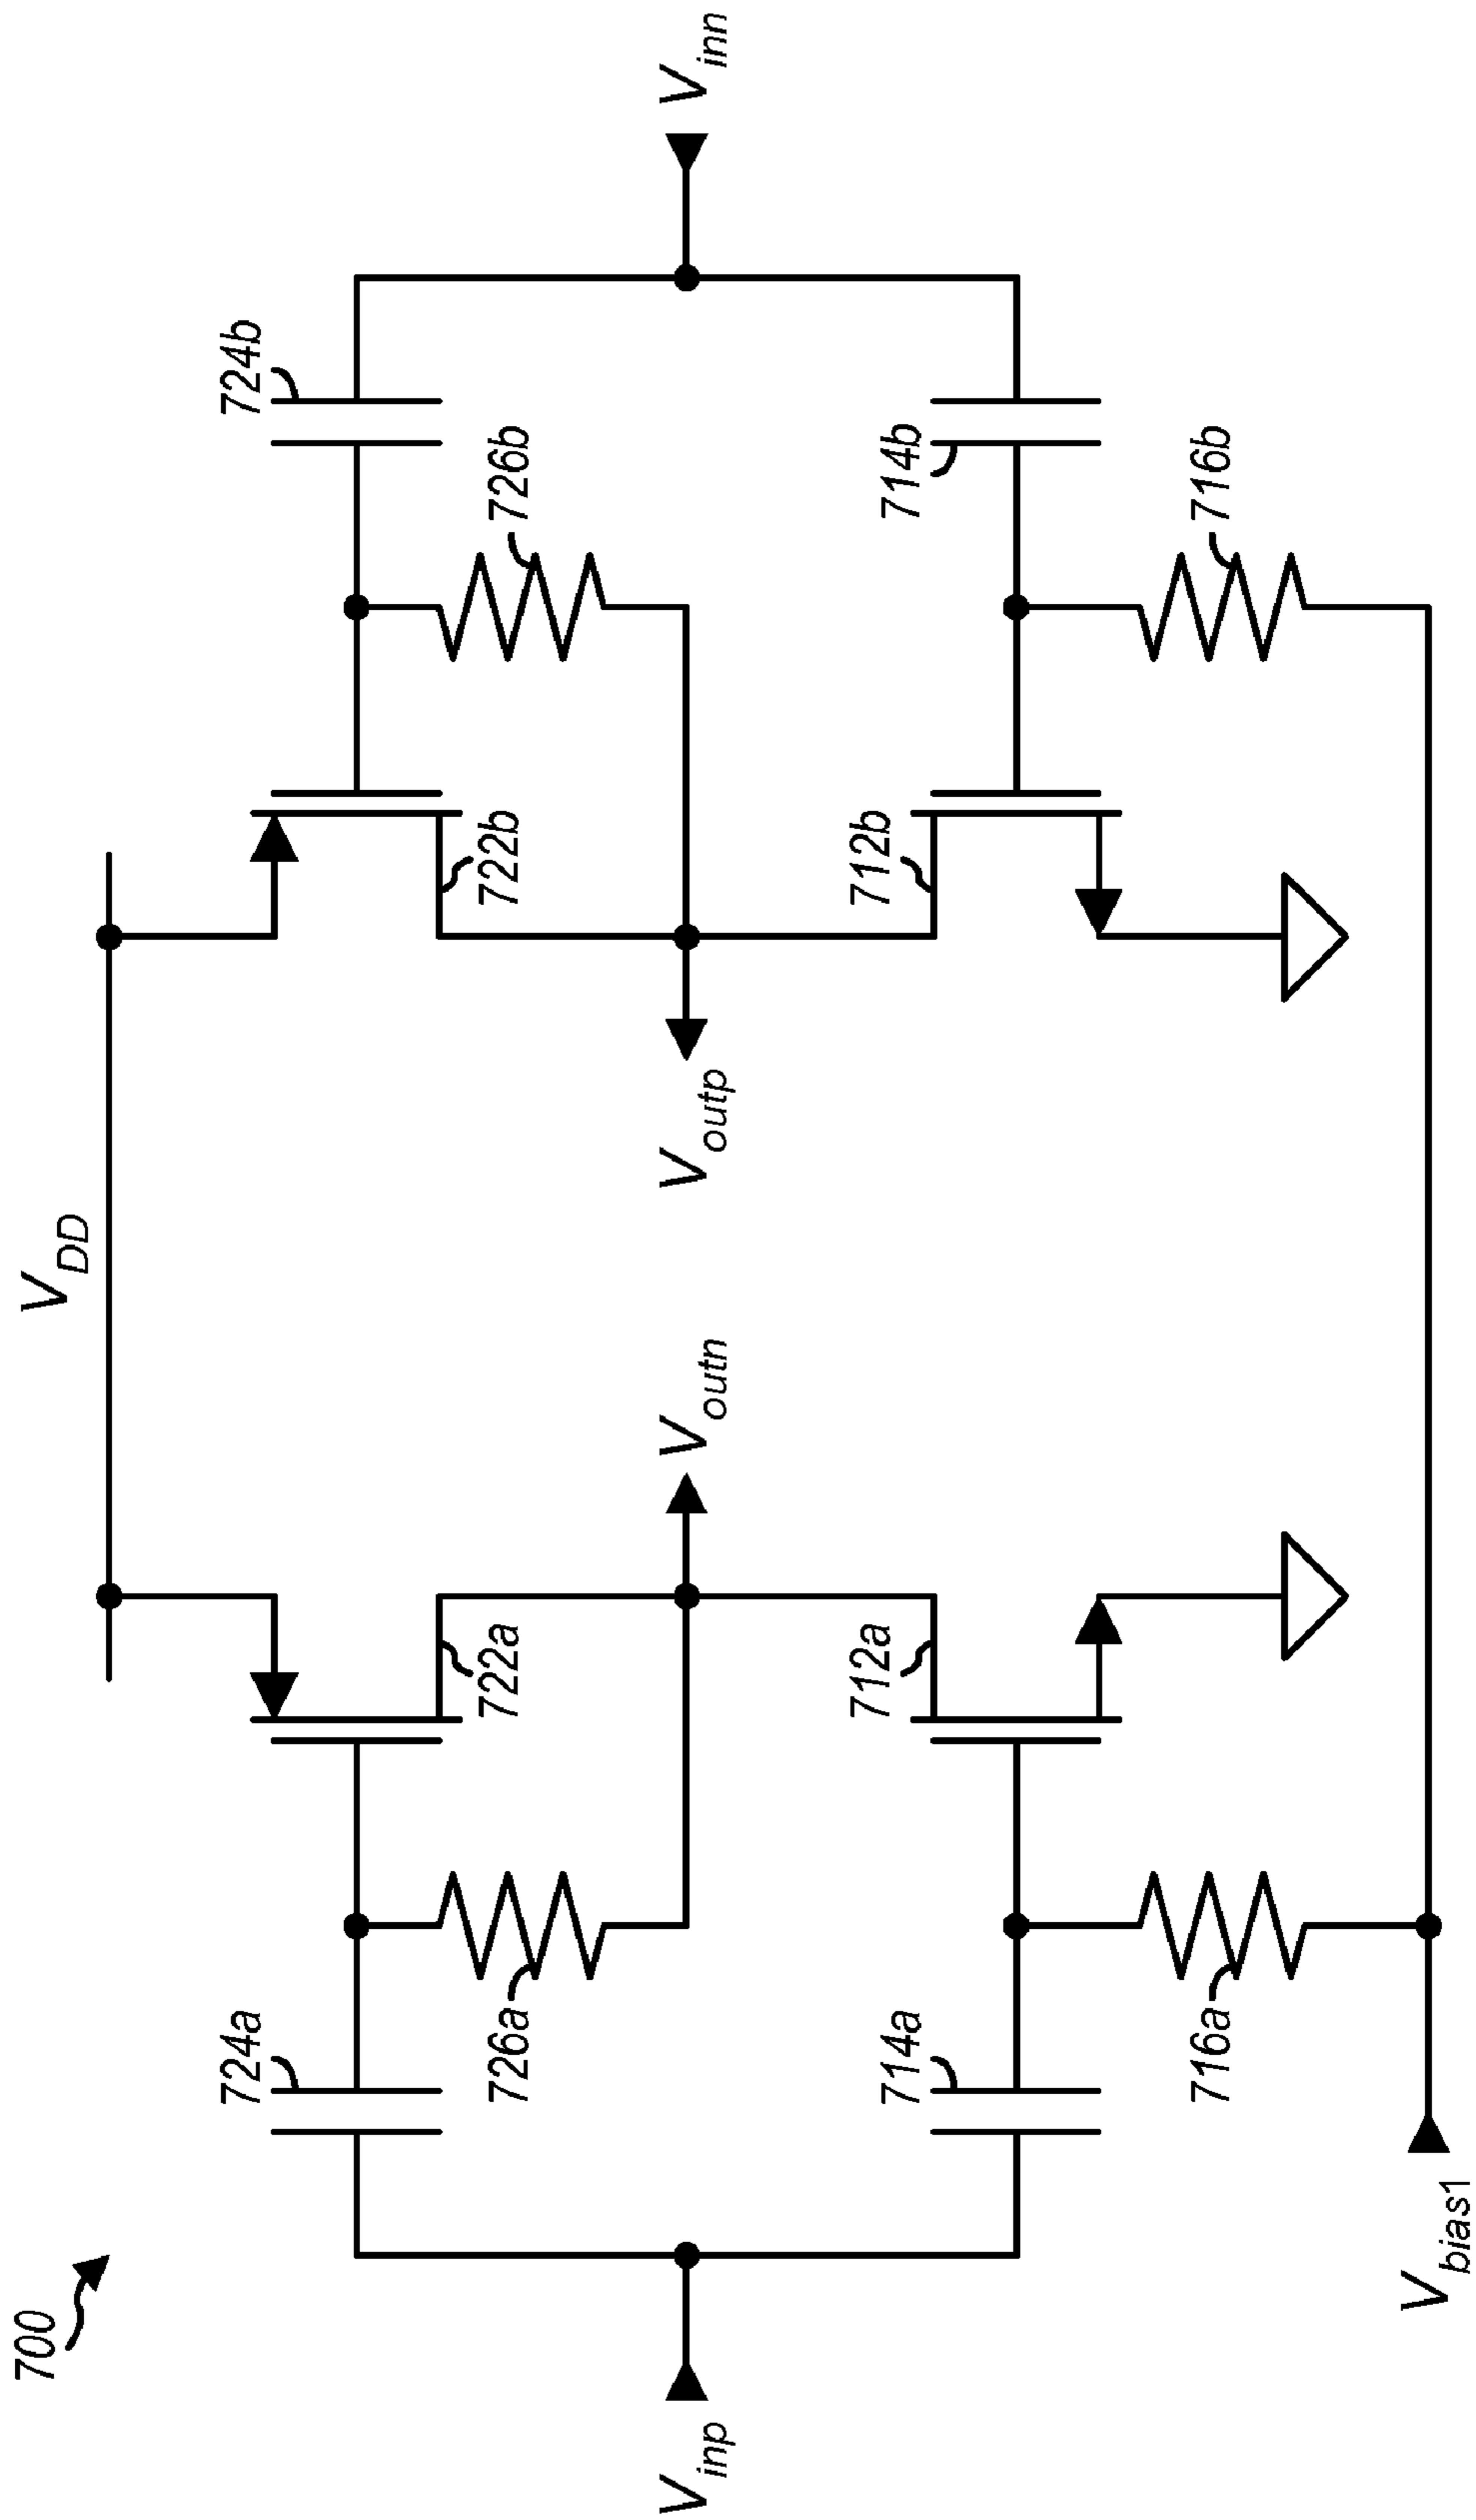 700
V_DD
724a
724b
726a
726b
722a
722b
V_inp
V_outn
V_outp
V_inn
712a
712b
714a
714b
716a
716b
V_bias1